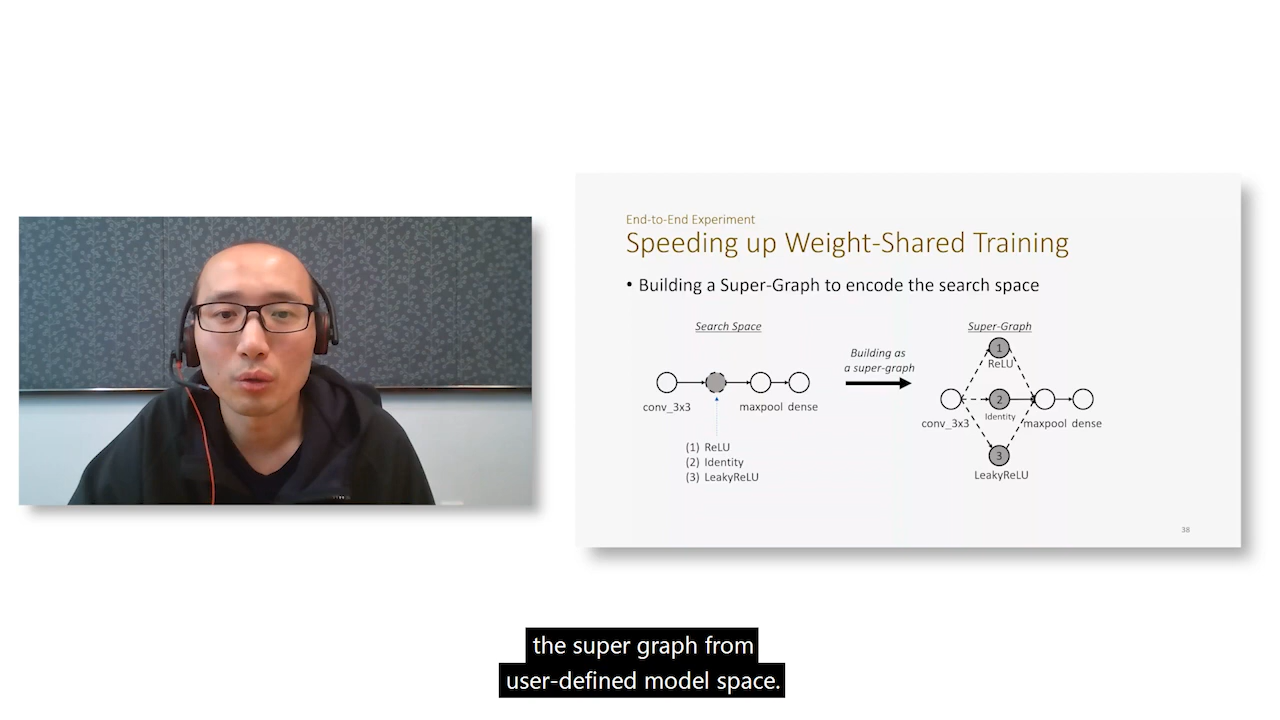 End-to-End Experiment
Speeding up Weight-Shared Training
• Building a Super-Graph to encode the search space
Search Space
conv_3x3
maxpool dense
(1) ReLU
(2) Identity
(3) LeakyReLU
Building as
a super-graph
Super-Graph
1
ReLU
2
Identity
conv_3x3
maxpool dense
3
LeakyReLU
38
the super graph from
user-defined model space.